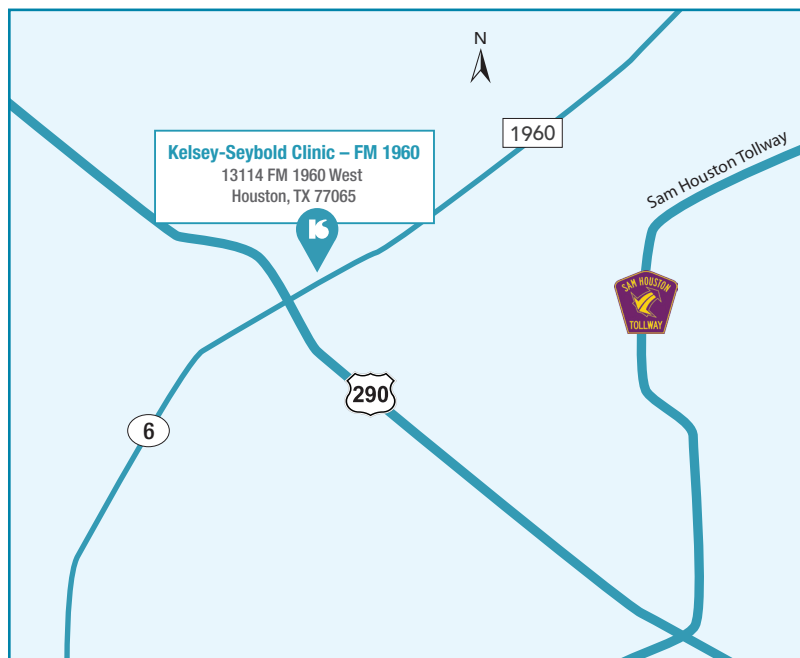 N
1960
Kelsey-Seybold Clinic – FM 1960
13114 FM 1960 West
Houston, TX 77065
Sam Houston Tollway
SAM HOUSTON
TOLLWAY
290
6